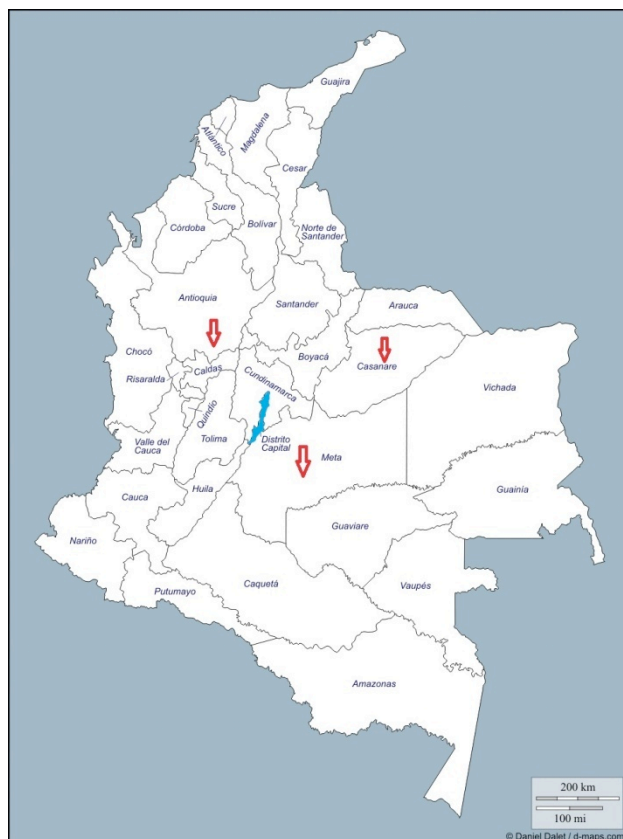 Guajira
Atlántico
Magdalena
Cesar
Sucre
Córdoba
Bolívar
Norte de
Santander
Antioquia
Santander
Arauca
Chocó
Boyacá
Casanare
Risaralda
Caldas
Cundinamarca
Vichada
Quindío
Valle del
Cauca
Tolima
Distrito
Capital
Meta
Cauca
Huila
Guainía
Nariño
Guaviare
Putumayo
Caquetá
Vaupés
Amazonas
200 km
100 mi
© Daniel Dalet / d-maps.com